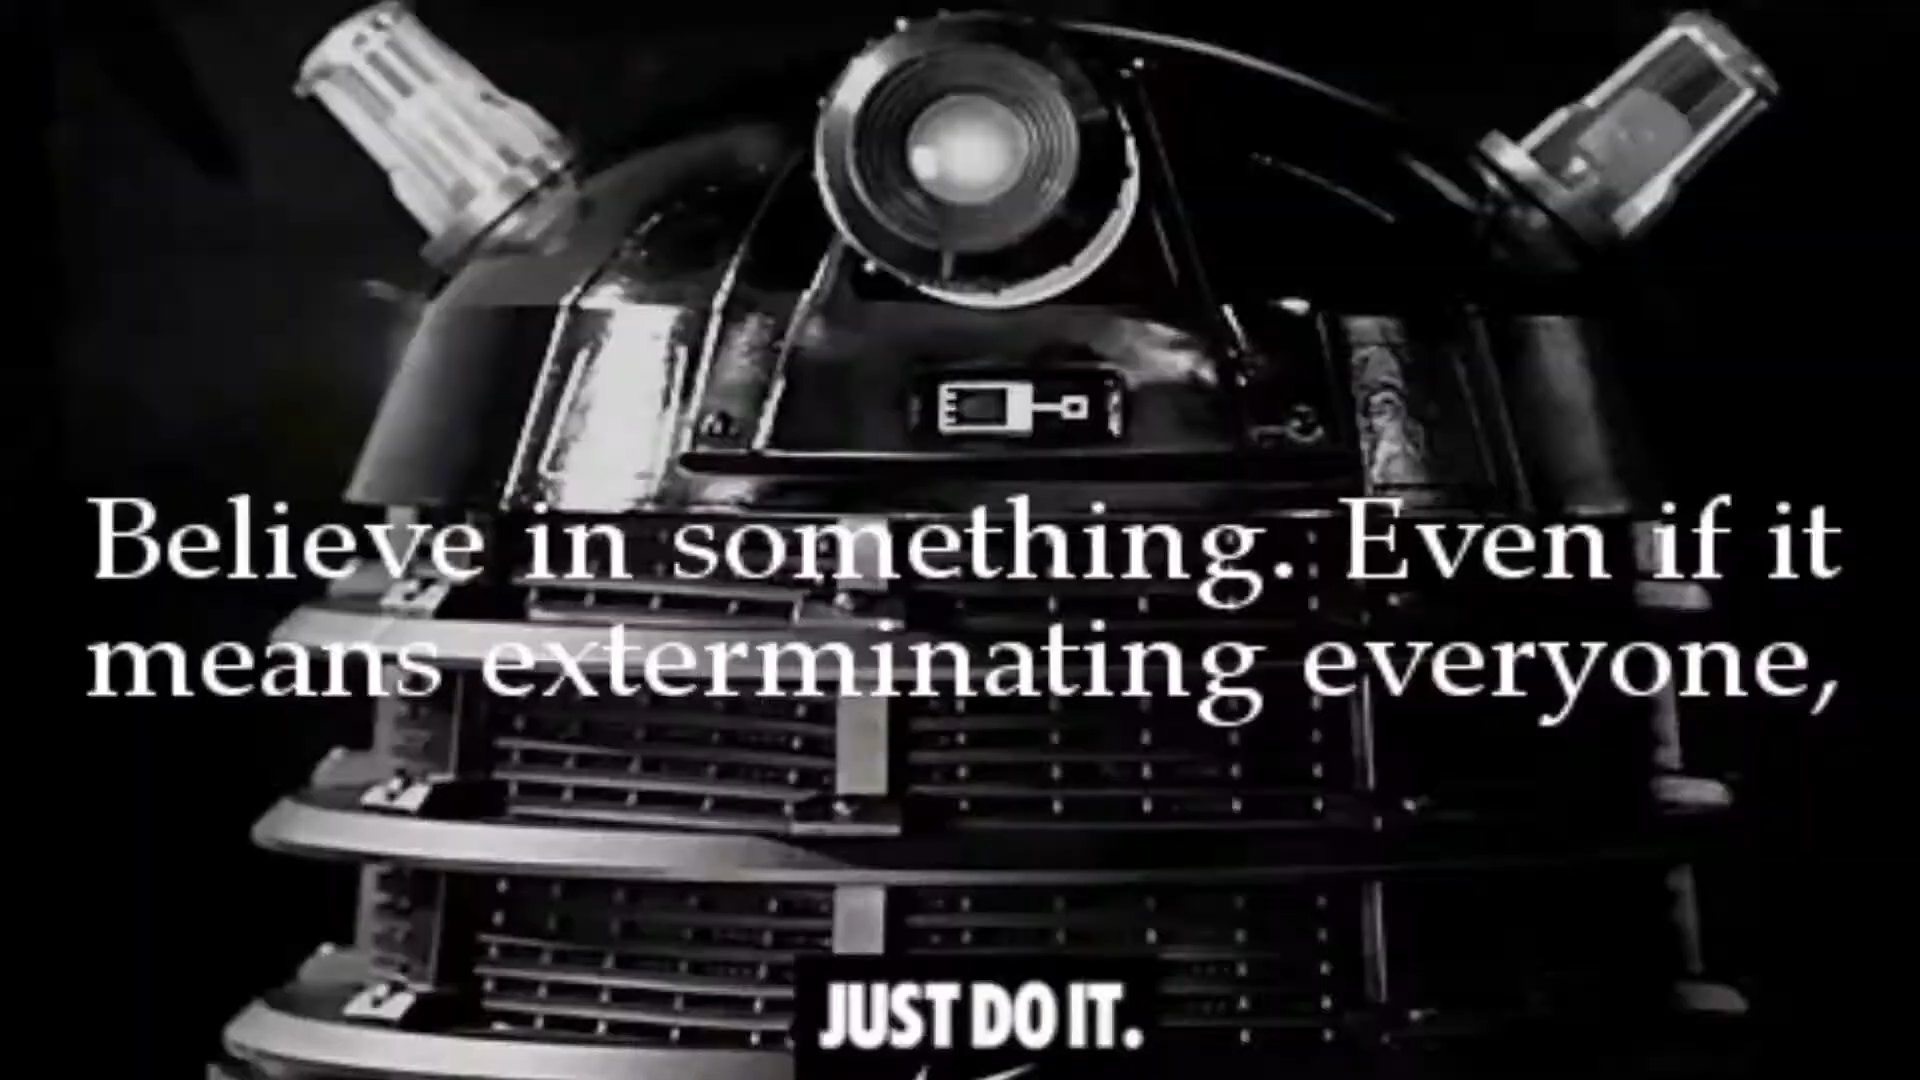 Believe in something. Even if it
means exterminating everyone,
JUST DO IT.